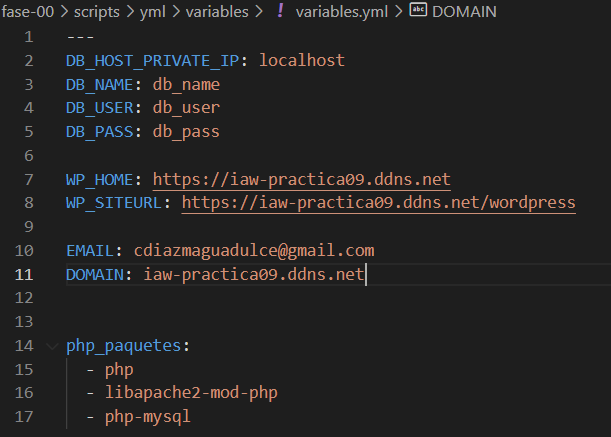 fase-00 > scripts > yml > variables > ! variables.yml > abc DOMAIN
1 ---
2 DB_HOST_PRIVATE_IP: localhost
3 DB_NAME: db_name
4 DB_USER: db_user
5 DB_PASS: db_pass
6
7 WP_HOME: https://iaw-practica09.ddns.net
8 WP_SITEURL: https://iaw-practica09.ddns.net/wordpress
9
10 EMAIL: cdiazmaguadulce@gmail.com
11 DOMAIN: iaw-practica09.ddns.net
12
13
14 php_paquetes:
15 - php
16 - libapache2-mod-php
17 - php-mysql